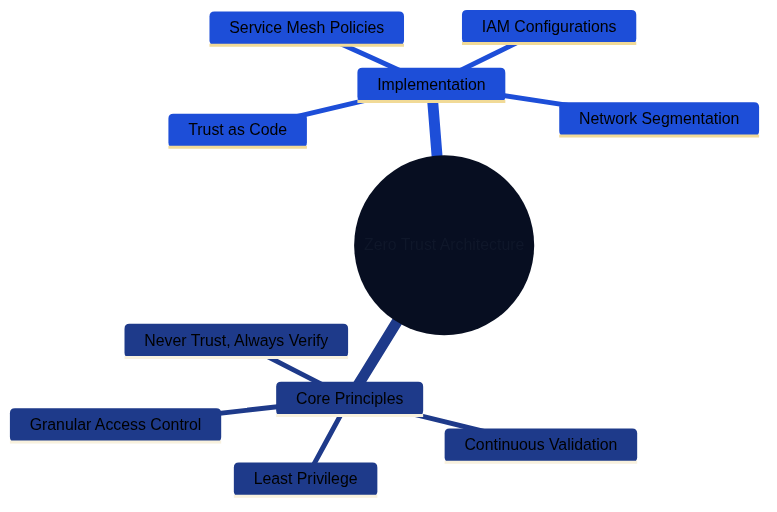 Service Mesh Policies
IAM Configurations
Implementation
Network Segmentation
Trust as Code
Zero Trust Architecture
Never Trust, Always Verify
Core Principles
Granular Access Control
Continuous Validation
Least Privilege